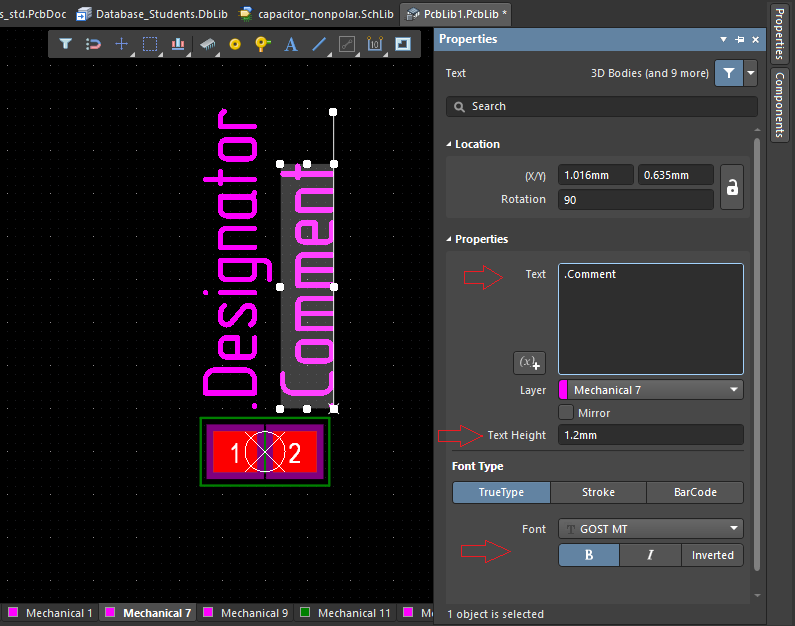 s_std.PcbDoc
Database_Students.DbLib
capacitor_nonpolar.SchLib
PcbLib1.PcbLib *
A
10
.Designator
.Comment
1 2
Mechanical 1
Mechanical 7
Mechanical 9
Mechanical 11
M
Properties
Text
3D Bodies (and 9 more)
Search
Location
(X/Y)
1.016mm
0.635mm
Rotation
90
Properties
Text
.Comment
(x)+
Layer
Mechanical 7
Mirror
Text Height
1.2mm
Font Type
TrueType
Stroke
BarCode
Font
T GOST MT
B
I
Inverted
1 object is selected
Properties
Components